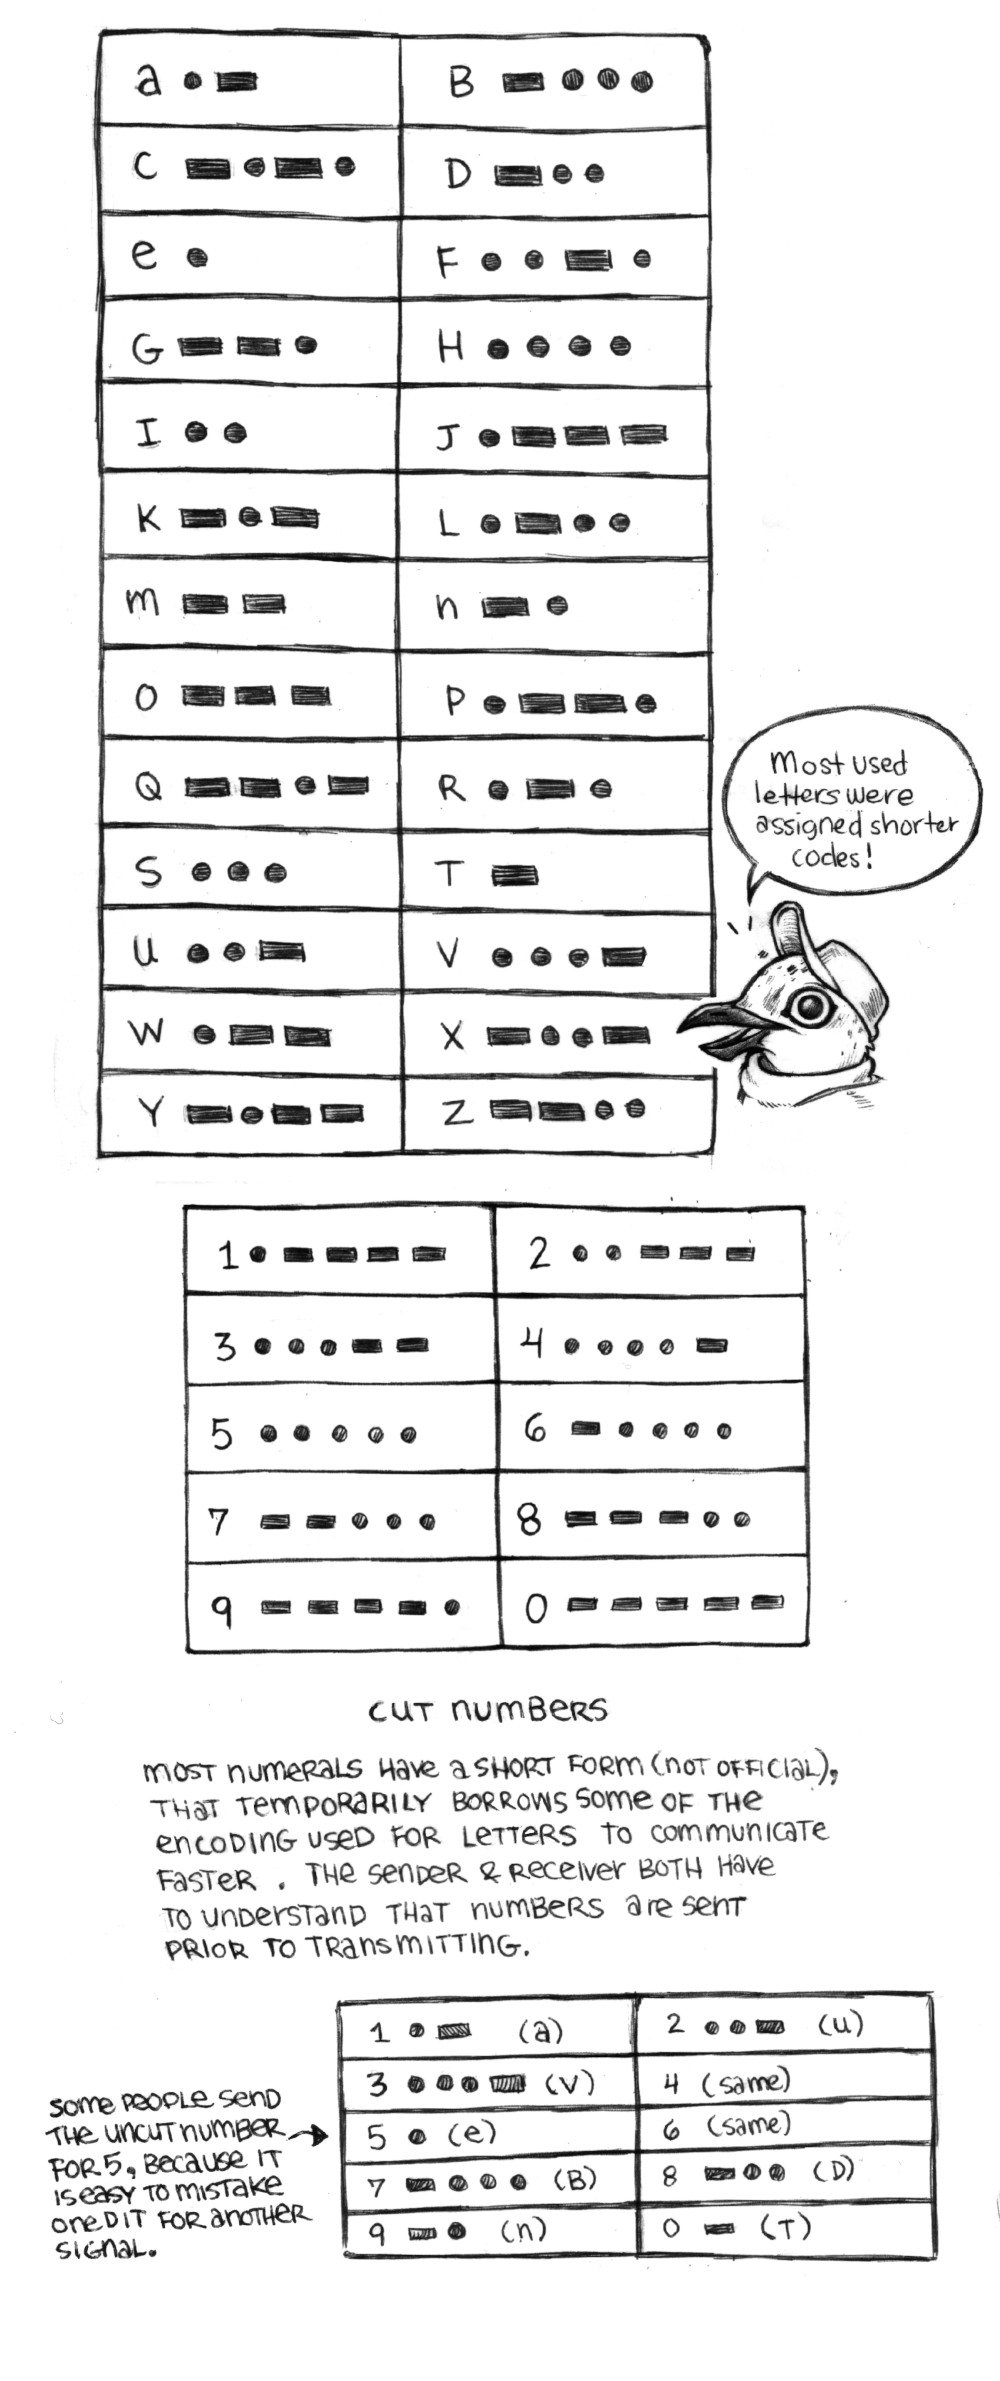 a ● ▬ B ▬ ● ● ●
C ▬ ● ▬ ● D ▬ ● ●
e ● F ● ● ▬ ●
G ▬ ▬ ● H ● ● ● ●
I ● ● J ● ▬ ▬ ▬
K ▬ ● ▬ L ● ▬ ● ●
m ▬ ▬ n ▬ ●
O ▬ ▬ ▬ P ● ▬ ▬ ●
Q ▬ ▬ ● ▬ R ● ▬ ●
S ● ● ● T ▬
U ● ● ▬ V ● ● ● ▬
W ● ▬ ▬ X ▬ ● ● ▬
Y ▬ ● ▬ ▬ Z ▬ ▬ ● ●
Most used
letters were
assigned shorter
codes!
1 ● ▬ ▬ ▬ ▬ 2 ● ● ▬ ▬ ▬
3 ● ● ● ▬ ▬ 4 ● ● ● ● ▬
5 ● ● ● ● ● 6 ▬ ● ● ● ●
7 ▬ ▬ ● ● ● 8 ▬ ▬ ▬ ● ●
9 ▬ ▬ ▬ ▬ ● 0 ▬ ▬ ▬ ▬ ▬
CUT numBERS
MOST numERALS Have a SHORT FORM (noT OFFICIaL),
THaT TemPORARILY BORROWS Some OF THe
enCODING USeD FOR LeTTERS TO COmmunICaTe
FaSTeR. THe SenDeR & ReCeIVeR BOTH Have
TO UnDeRSTanD THaT numBeRS are senT
PRIOR TO TRansmITTING.
1 ● ▬ (a) 2 ● ● ▬ (u)
3 ● ● ● ▬ (V) 4 (same)
5 ● (e) 6 (same)
7 ▬ ● ● ● (B) 8 ▬ ● ● (D)
9 ▬ ● (n) 0 ▬ (T)
Some PeOPLe SenD
THe UnCUT numBeR
FOR 5, BeCause IT
IS easy TO mISTaKe
One DIT FOR anOTHER
SIGnaL.